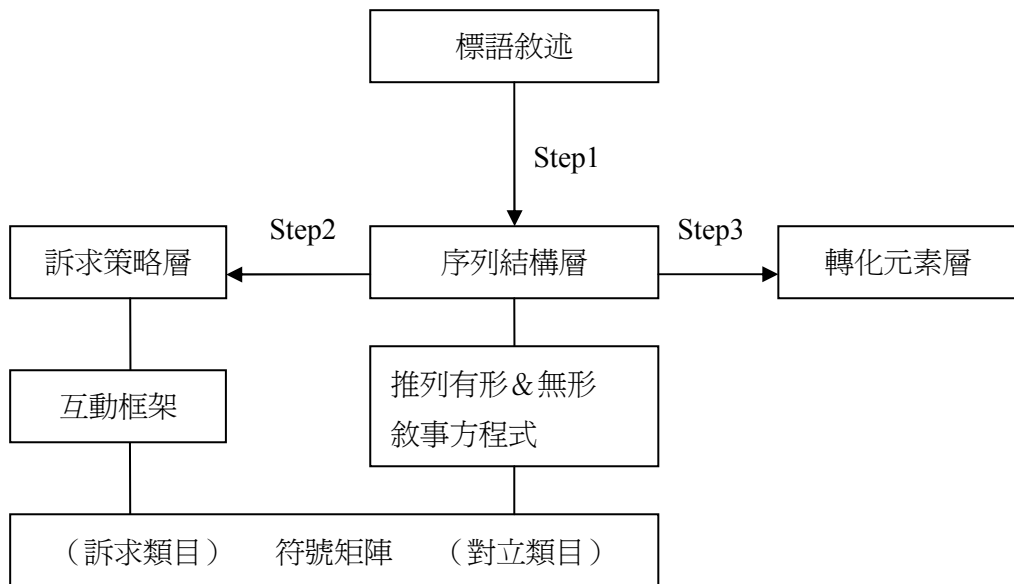 標語敘述
Step1
Step2
Step3
訴求策略層
序列結構層
轉化元素層
互動框架
推列有形＆無形
敘事方程式
（訴求類目） 符號矩陣 （對立類目）